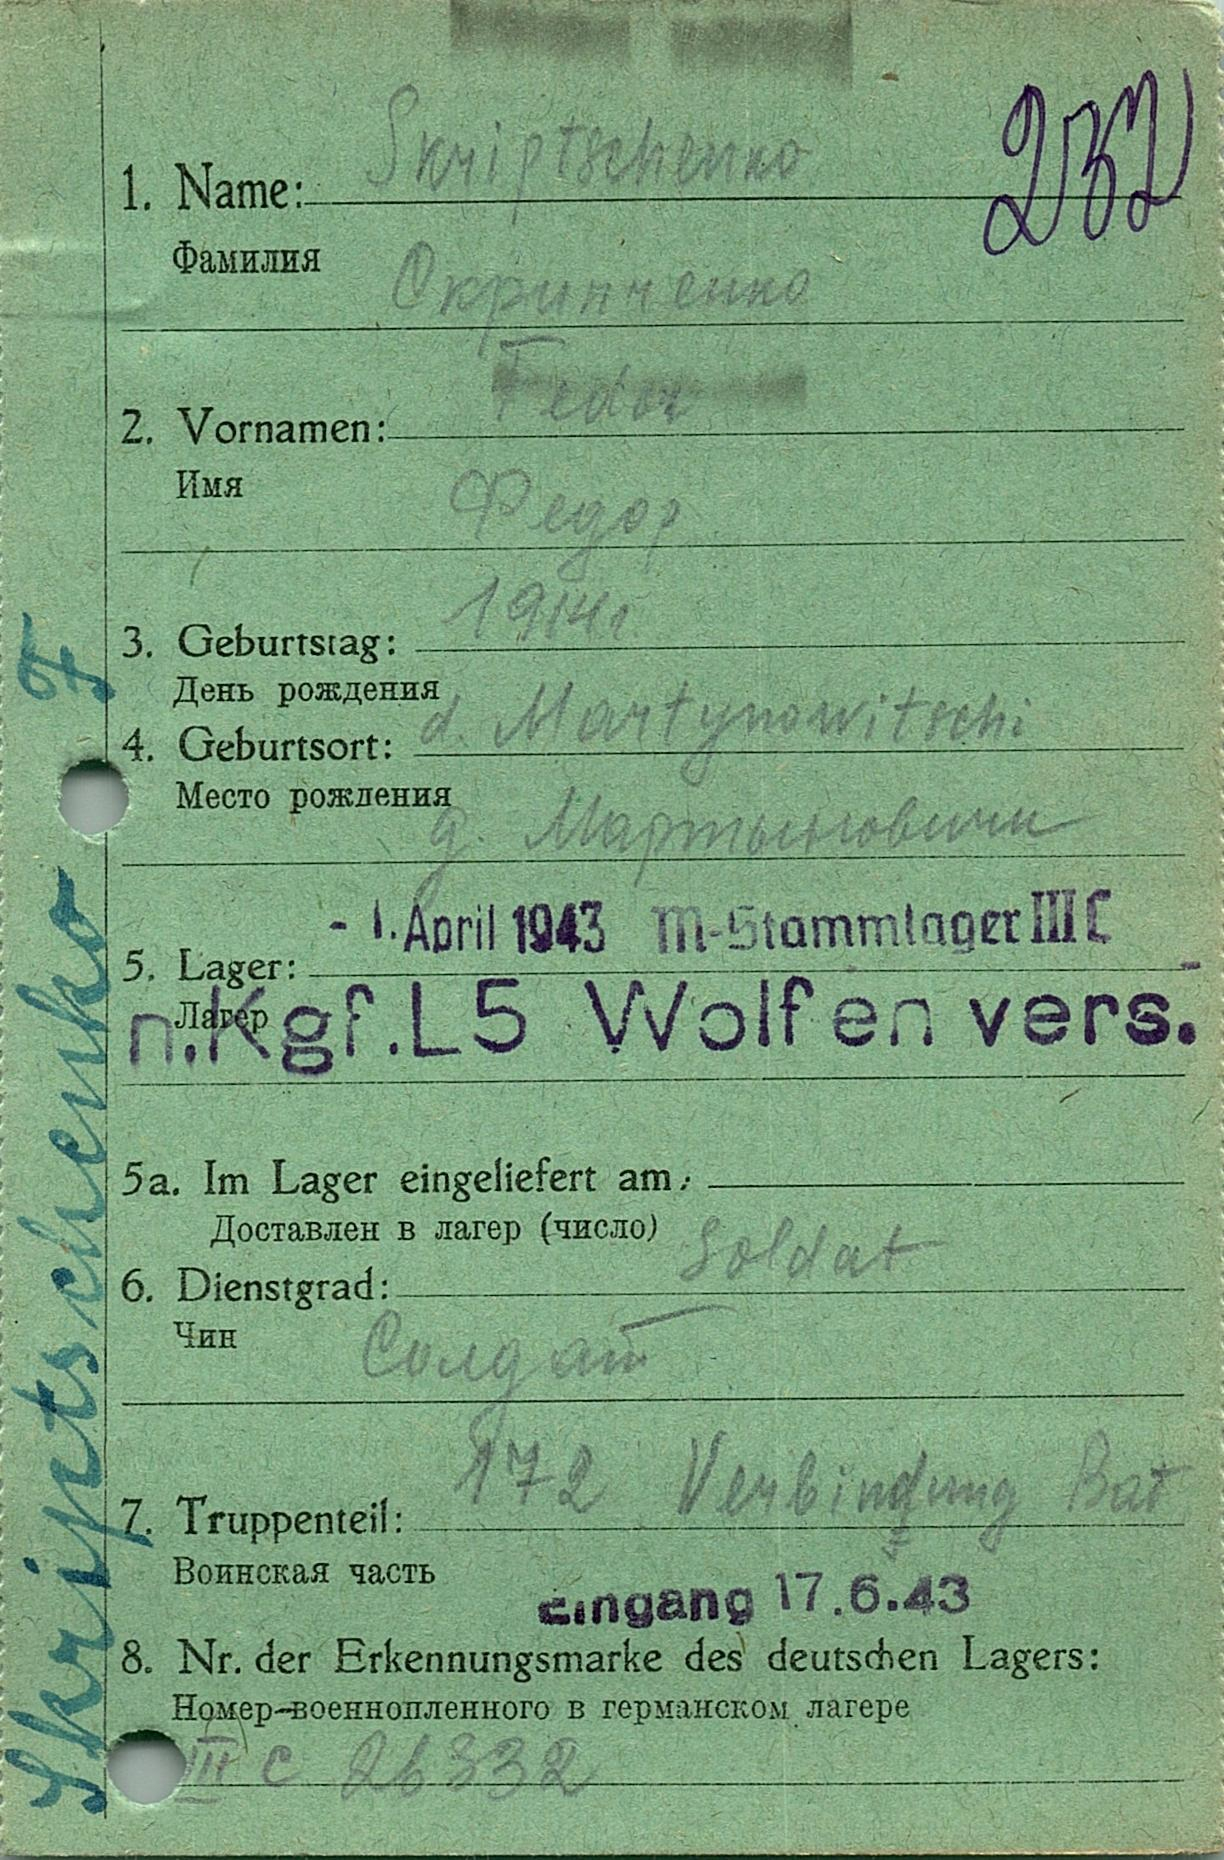 232
Skriptschenko
1. Name:
Фамилия
Скрипченко
Fedor
2. Vornamen:
Имя
Федор
1914г
3. Geburtstag:
День рождения
d. Martynowitschi
4. Geburtsort:
Место рождения
д. Мартыновичи
- 1. April 1943 M-Stammlager III C
5. Lager:
Лагер
n. Kgf. L5 Wolfen vers.
5a. Im Lager eingeliefert am:
Доставлен в лагер (число)
Soldat
6. Dienstgrad:
Чин
Солдат
172 Verbindung Bat
7. Truppenteil:
Воинская часть
Eingang 17.6.43
8. Nr. der Erkennungsmarke des deutschen Lagers:
Номер-военнопленного в германском лагере
III C 26332
Skriptschenko F